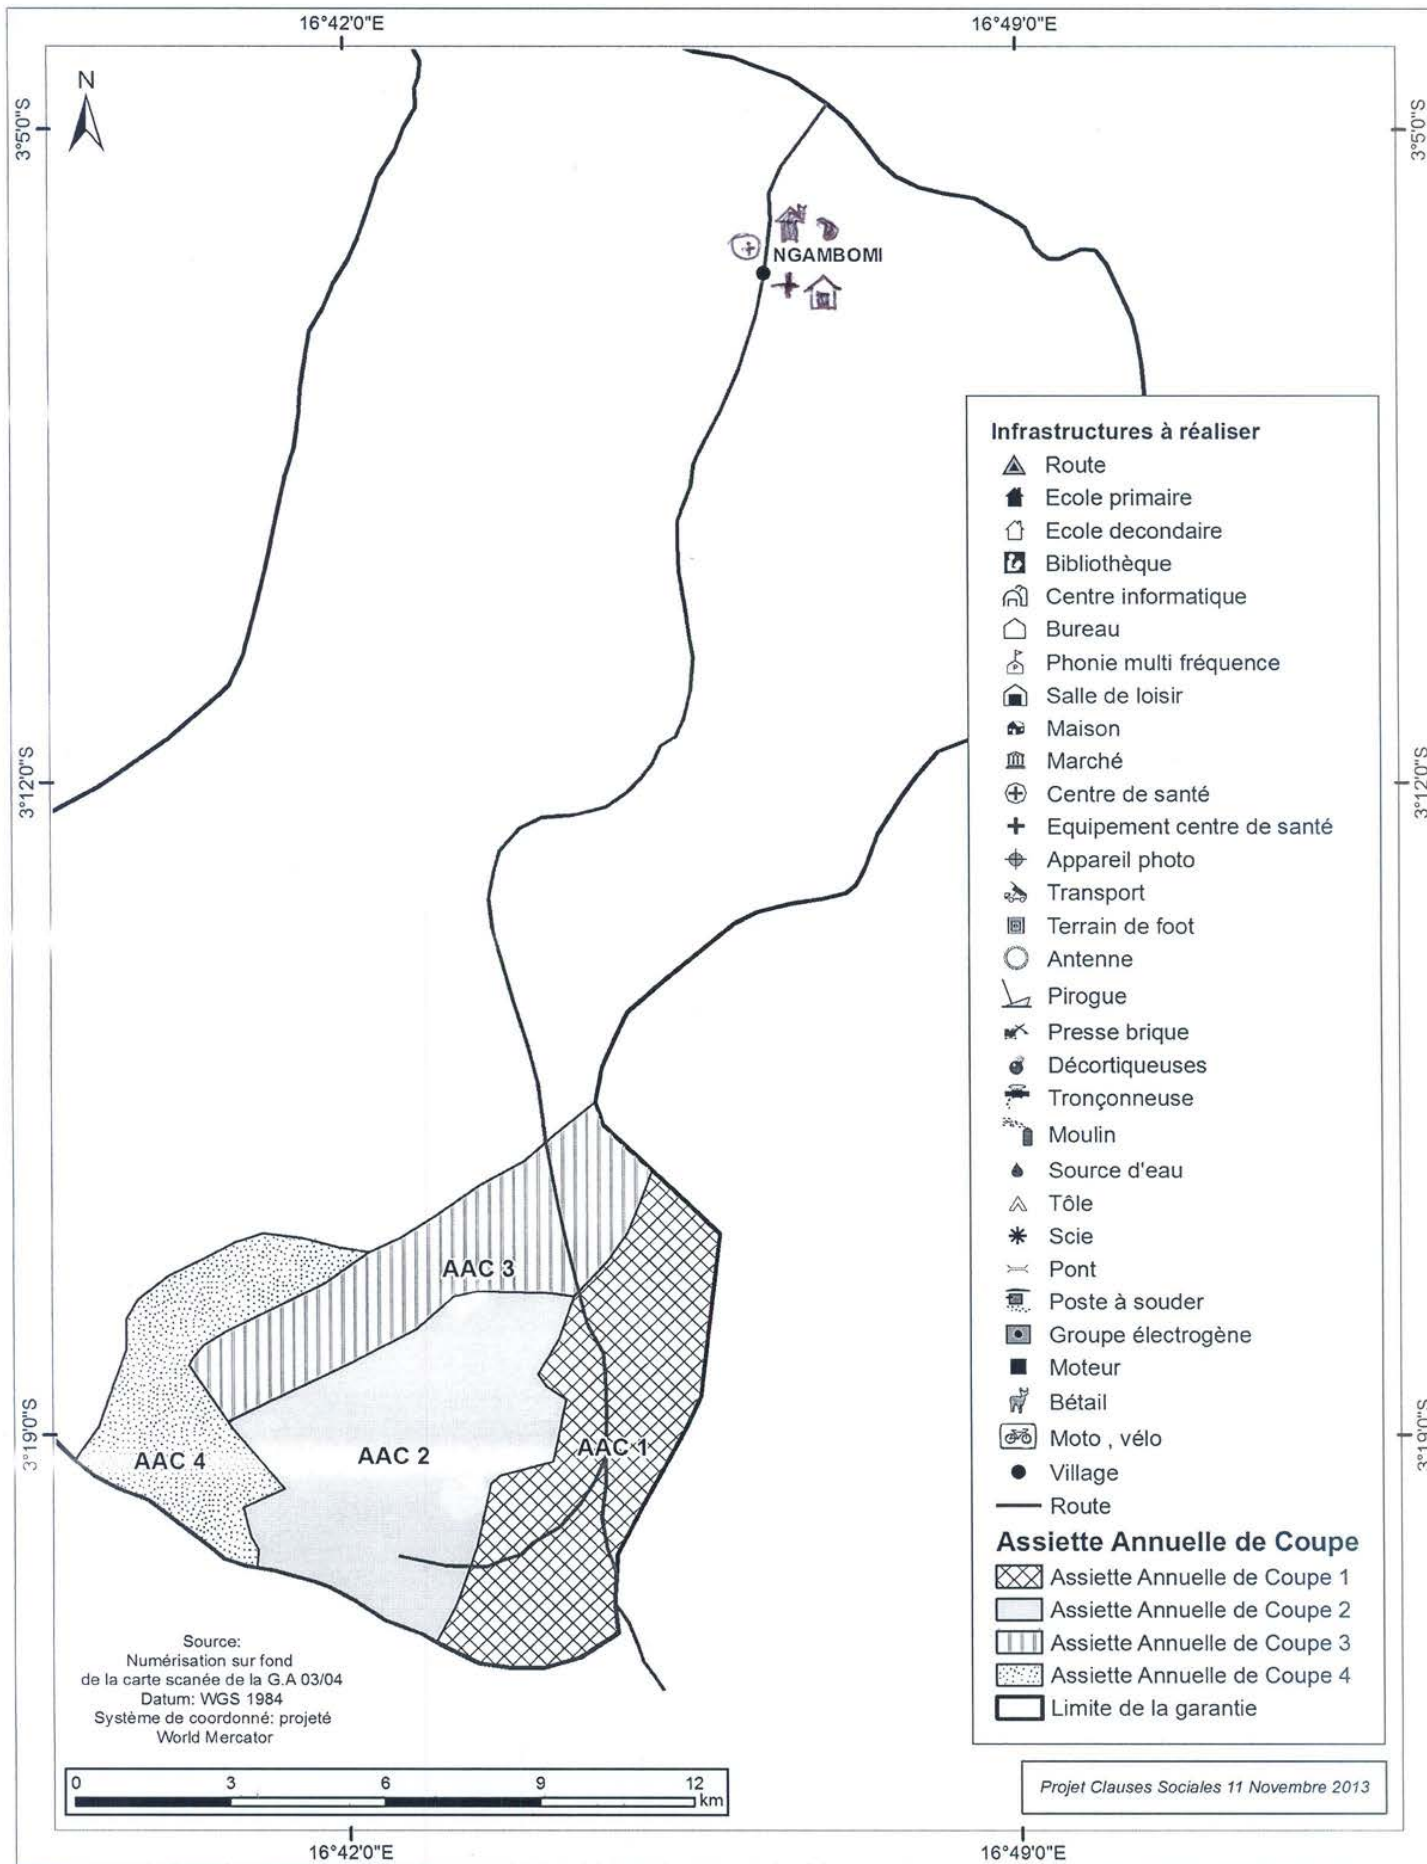 16°42'0"E
16°49'0"E
N
3°5'0"S
3°5'0"S
NGAMBOMI
Infrastructures à réaliser
Route
Ecole primaire
Ecole decondaire
Bibliothèque
Centre informatique
Bureau
P
Phonie multi fréquence
Salle de loisir
Maison
Marché
Centre de santé
Equipement centre de santé
Appareil photo
Transport
Terrain de foot
Antenne
Pirogue
Presse brique
Décortiqueuses
Tronçonneuse
Moulin
Source d'eau
Tôle
Scie
Pont
Poste à souder
Groupe électrogène
Moteur
Bétail
Moto , vélo
Village
Route
Assiette Annuelle de Coupe
Assiette Annuelle de Coupe 1
Assiette Annuelle de Coupe 2
Assiette Annuelle de Coupe 3
Assiette Annuelle de Coupe 4
Limite de la garantie
3°12'0"S
3°12'0"S
AAC 3
AAC 4
AAC 2
AAC 1
3°19'0"S
3°19'0"S
Source:
Numérisation sur fond
de la carte scanée de la G.A 03/04
Datum: WGS 1984
Système de coordonné: projeté
World Mercator
0 3 6 9 12
km
Projet Clauses Sociales 11 Novembre 2013
16°42'0"E
16°49'0"E